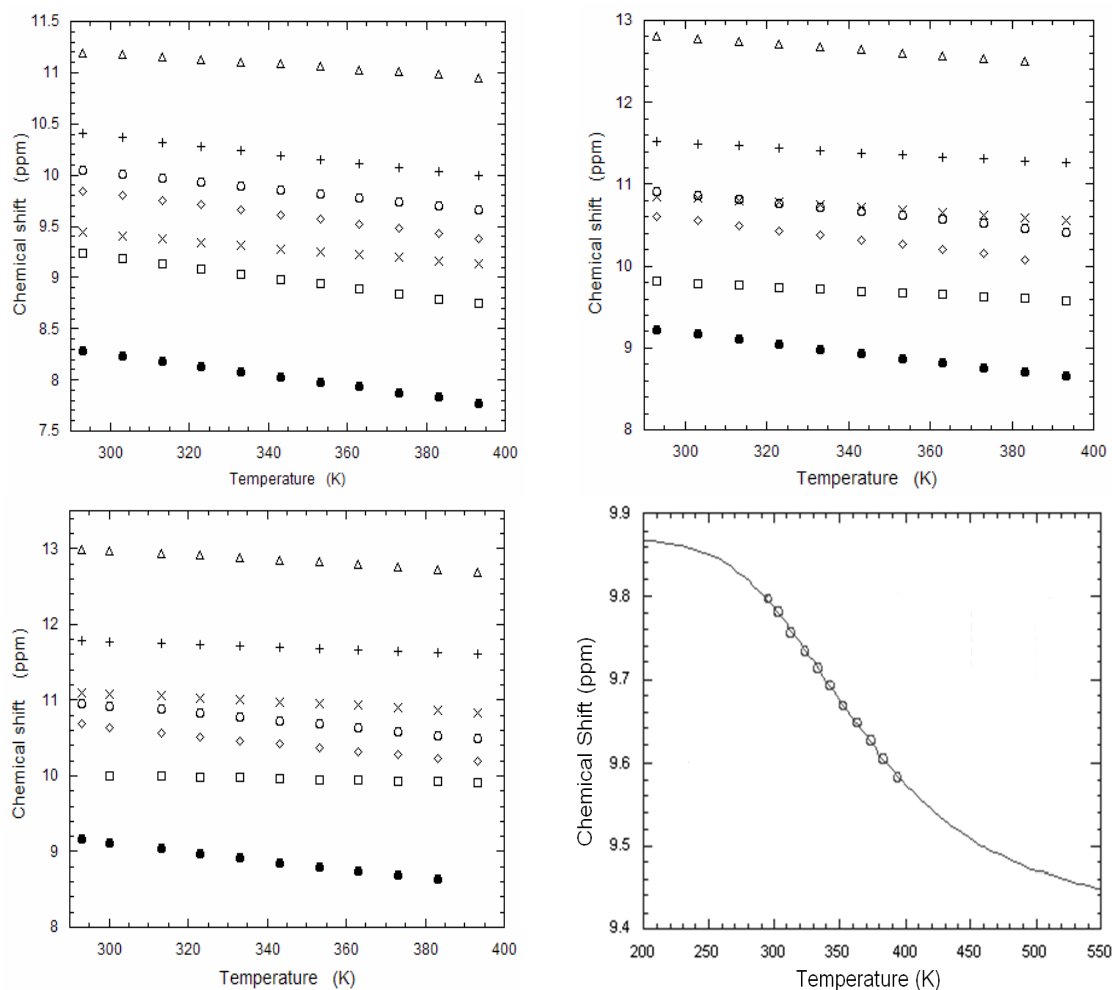 11.5
11
10.5
10
9.5
9
8.5
8
7.5
Chemical shift (ppm)
300 320 340 360 380 400
Temperature (K)
13
12
11
10
9
8
Chemical shift (ppm)
300 320 340 360 380 400
Temperature (K)
13
12
11
10
9
8
Chemical shift (ppm)
300 320 340 360 380 400
Temperature (K)
9.9
9.8
9.7
9.6
9.5
9.4
Chemical Shift (ppm)
200 250 300 350 400 450 500 550
Temperature (K)